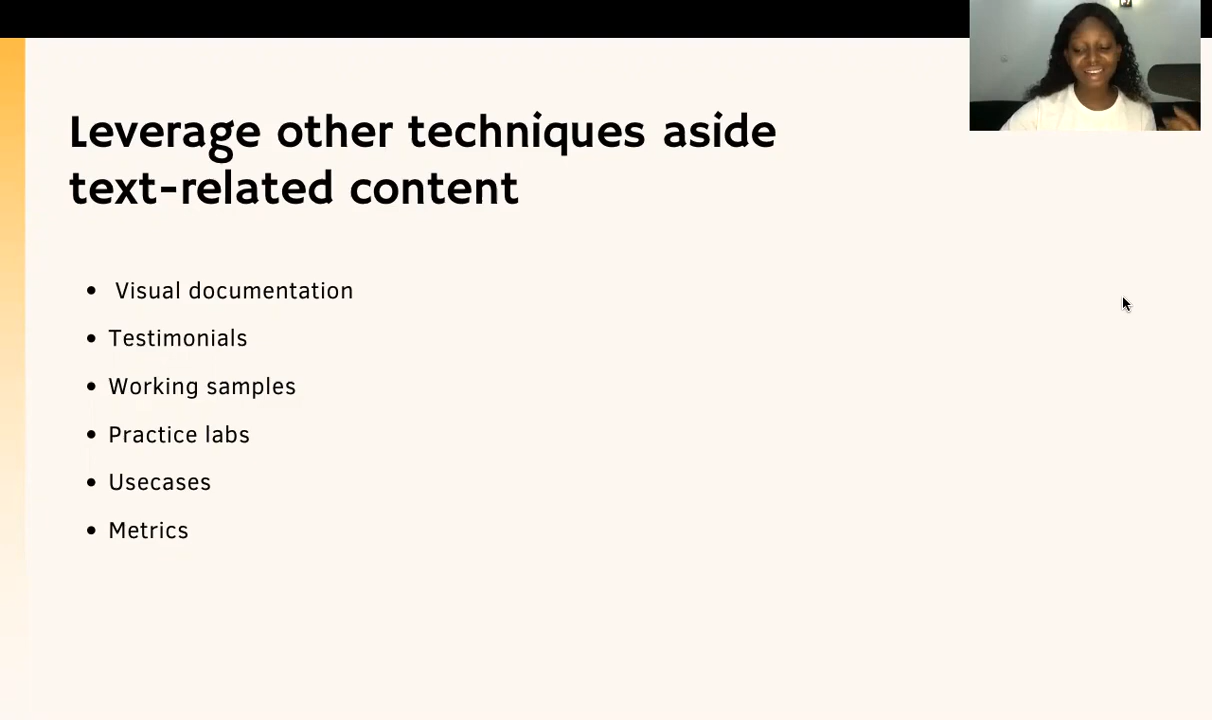 Leverage other techniques aside
text-related content
• Visual documentation
• Testimonials
• Working samples
• Practice labs
• Usecases
• Metrics